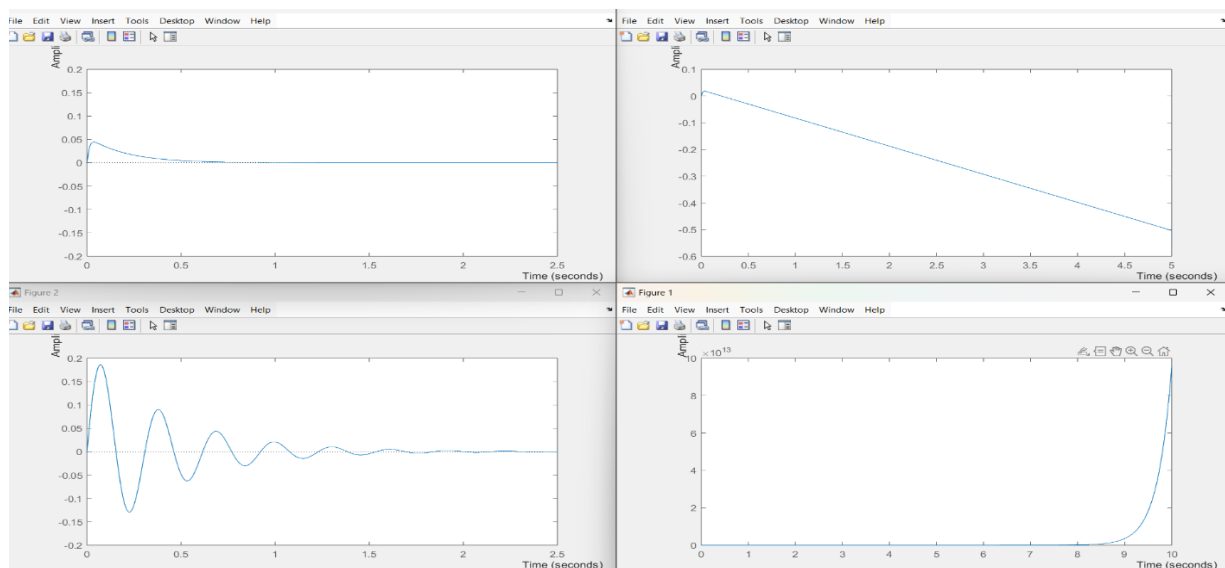 File Edit View Insert Tools Desktop Window Help
Ampli
0.2
0.15
0.1
0.05
0
-0.05
-0.1
-0.15
-0.2
0 0.5 1 1.5 2 2.5
Time (seconds)
File Edit View Insert Tools Desktop Window Help
Ampli
0.1
0
-0.1
-0.2
-0.3
-0.4
-0.5
-0.6
0 0.5 1 1.5 2 2.5 3 3.5 4 4.5 5
Time (seconds)
Figure 2
File Edit View Insert Tools Desktop Window Help
Ampli
0.2
0.15
0.1
0.05
0
-0.05
-0.1
-0.15
-0.2
0 0.5 1 1.5 2 2.5
Time (seconds)
Figure 1
File Edit View Insert Tools Desktop Window Help
Ampli
×10¹³
10
8
6
4
2
0
0 1 2 3 4 5 6 7 8 9 10
Time (seconds)